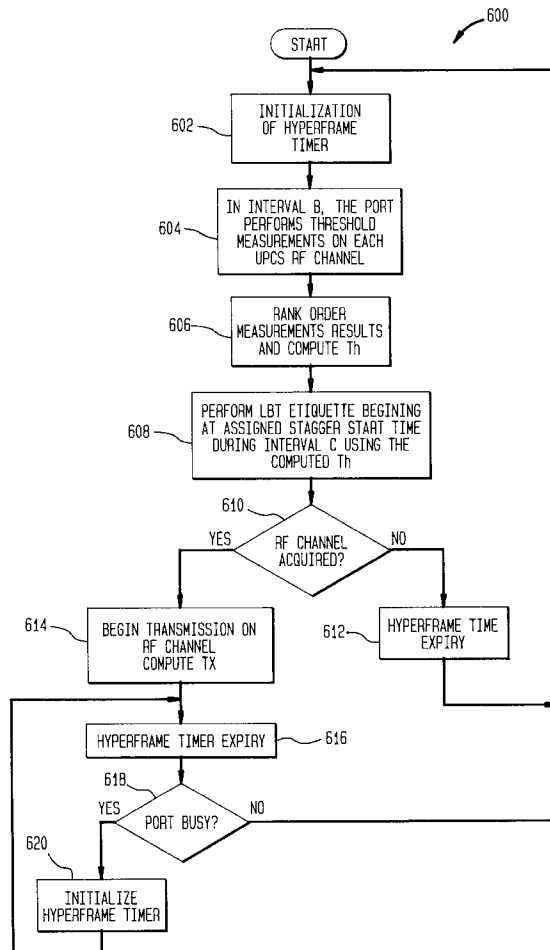 600
START
602
INITIALIZATION
OF HYPERFRAME
TIMER
604
IN INTERVAL B, THE PORT
PERFORMS THRESHOLD
MEASUREMENTS ON EACH
UPCS RF CHANNEL
606
RANK ORDER
MEASUREMENTS RESULTS
AND COMPUTE Th
608
PERFORM LBT ETIQUETTE BEGINING
AT ASSIGNED STAGGER START TIME
DURING INTERVAL C USING THE
COMPUTED Th
610
YES
RF CHANNEL
ACQUIRED?
NO
614
BEGIN TRANSMISSION ON
RF CHANNEL
COMPUTE TX
612
HYPERFRAME TIME
EXPIRY
HYPERFRAME TIMER EXPIRY
616
618
YES
PORT BUSY?
NO
620
INITIALIZE
HYPERFRAME TIMER